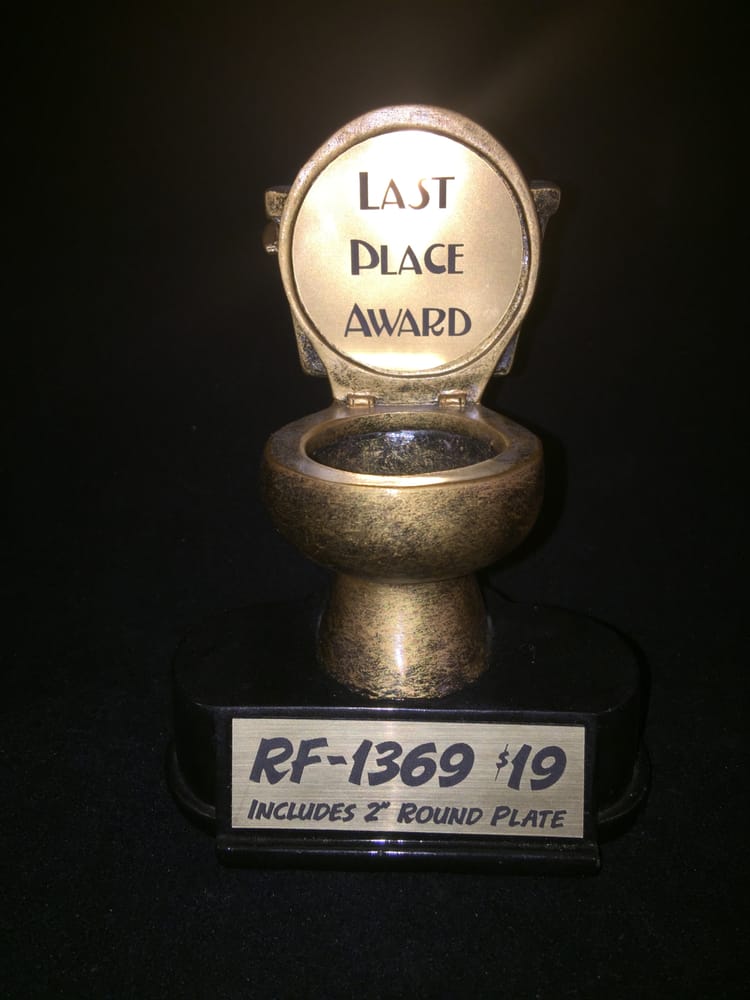 LAST
PLACE
AWARD
RF-1369 $19
INCLUDES 2" ROUND PLATE